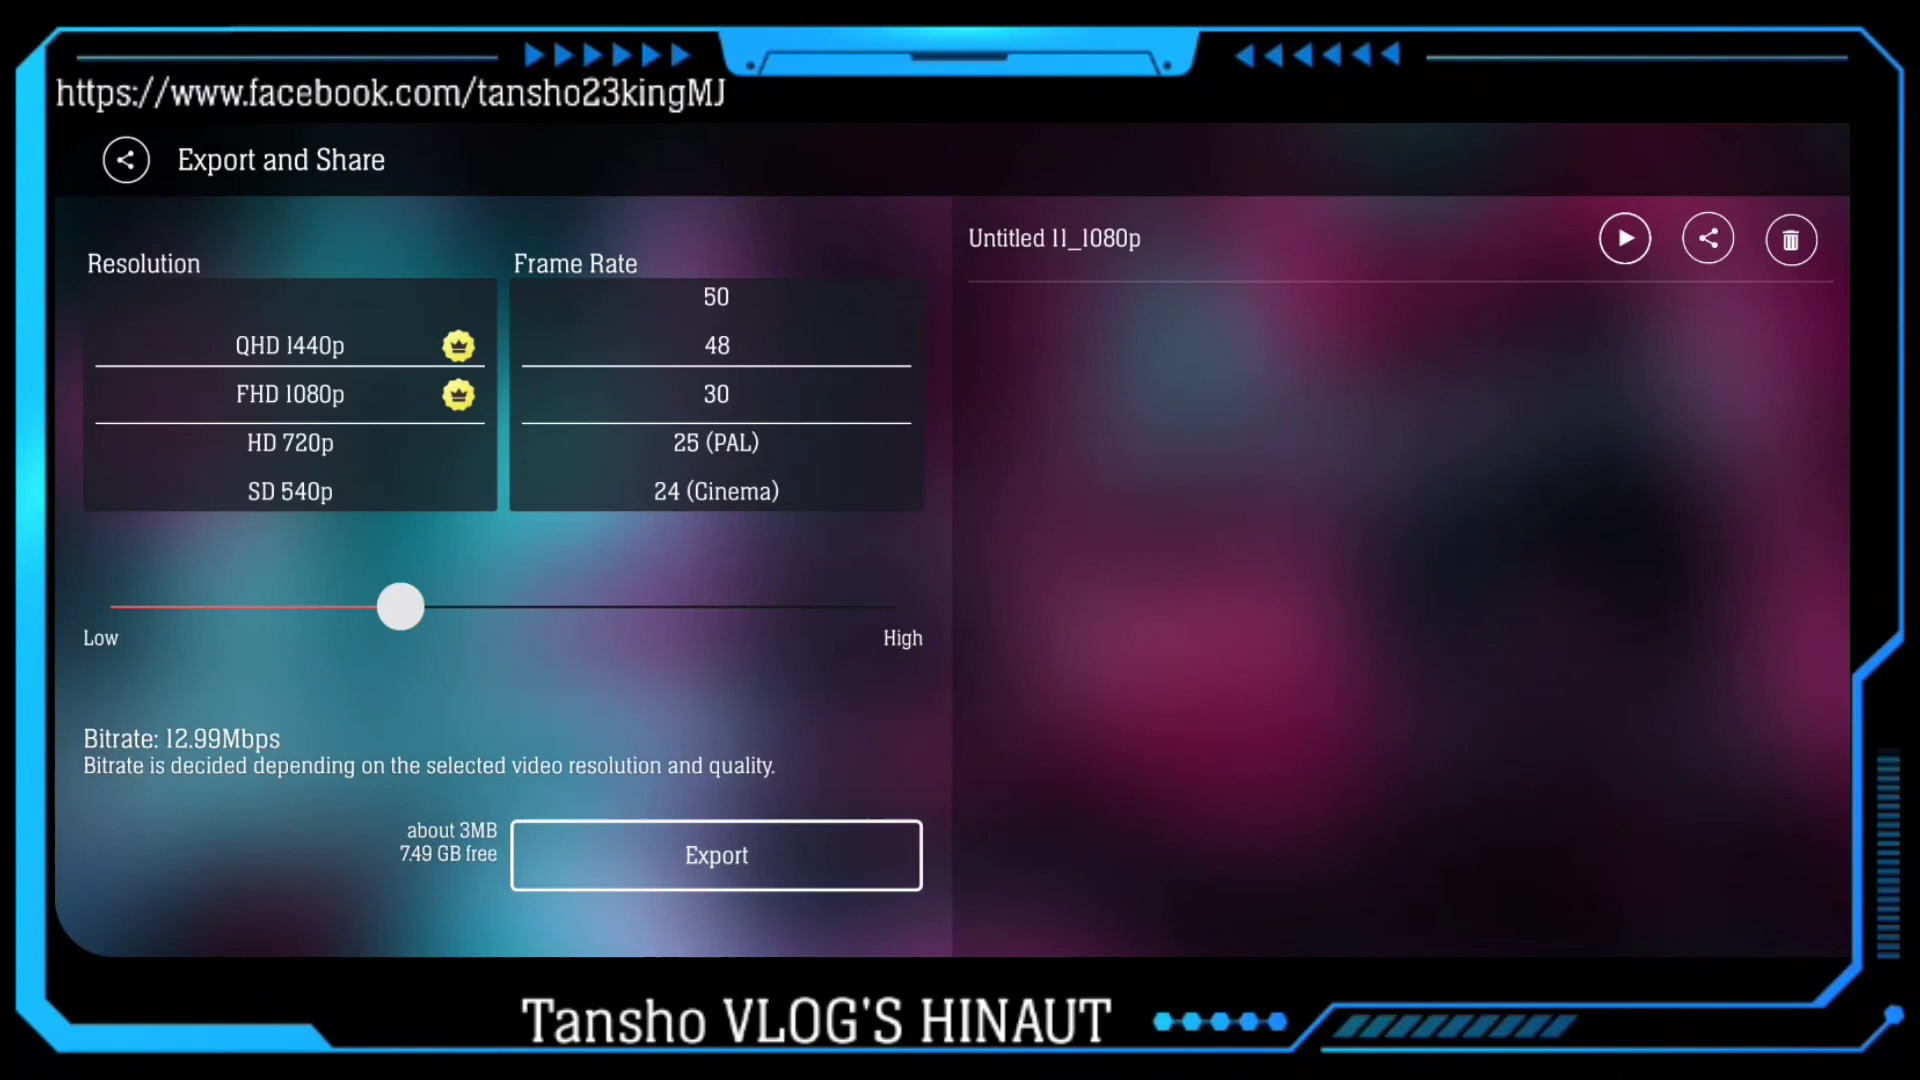 https://www.facebook.com/tansho23kingMJ
Export and Share
Resolution
QHD 1440p
FHD 1080p
HD 720p
SD 540p
Frame Rate
50
48
30
25 (PAL)
24 (Cinema)
Low
High
Bitrate: 12.99Mbps
Bitrate is decided depending on the selected video resolution and quality.
about 3MB
7.49 GB free
Export
Untitled 11_1080p
Tansho VLOG'S HINAUT